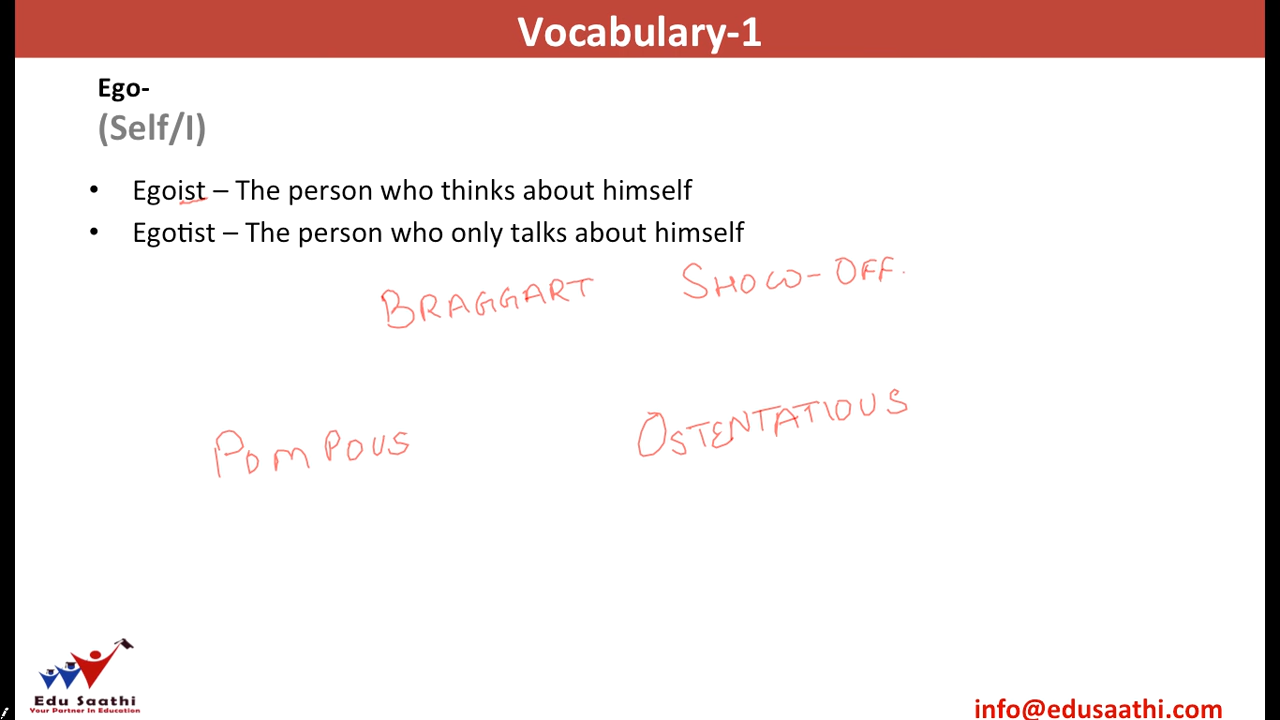 Vocabulary-1
Ego-
(Self/I)
• Egoist – The person who thinks about himself
• Egotist – The person who only talks about himself
BRAGGART SHOW-OFF.
POMPOUS OSTENTATIOUS
Edu Saathi
Your Partner In Education
info@edusaathi.com